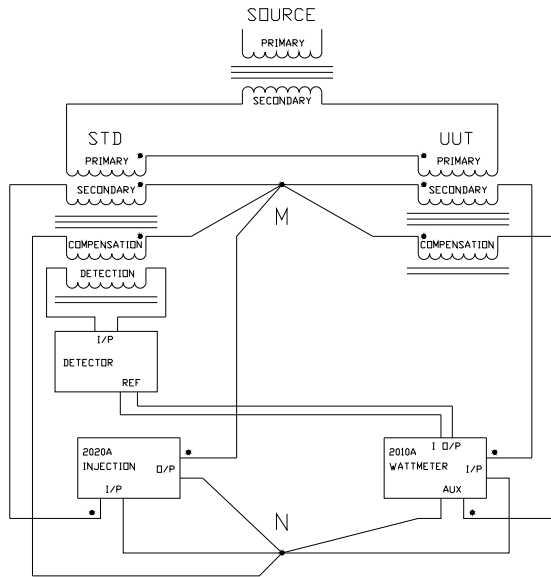 SOURCE
PRIMARY
SECONDARY
STD
UUT
PRIMARY
PRIMARY
SECONDARY
SECONDARY
M
COMPENSATION
COMPENSATION
DETECTION
I/P
DETECTOR
REF
2020A
INJECTION
O/P
I/P
I O/P
2010A
WATTMETER
I/P
AUX
N